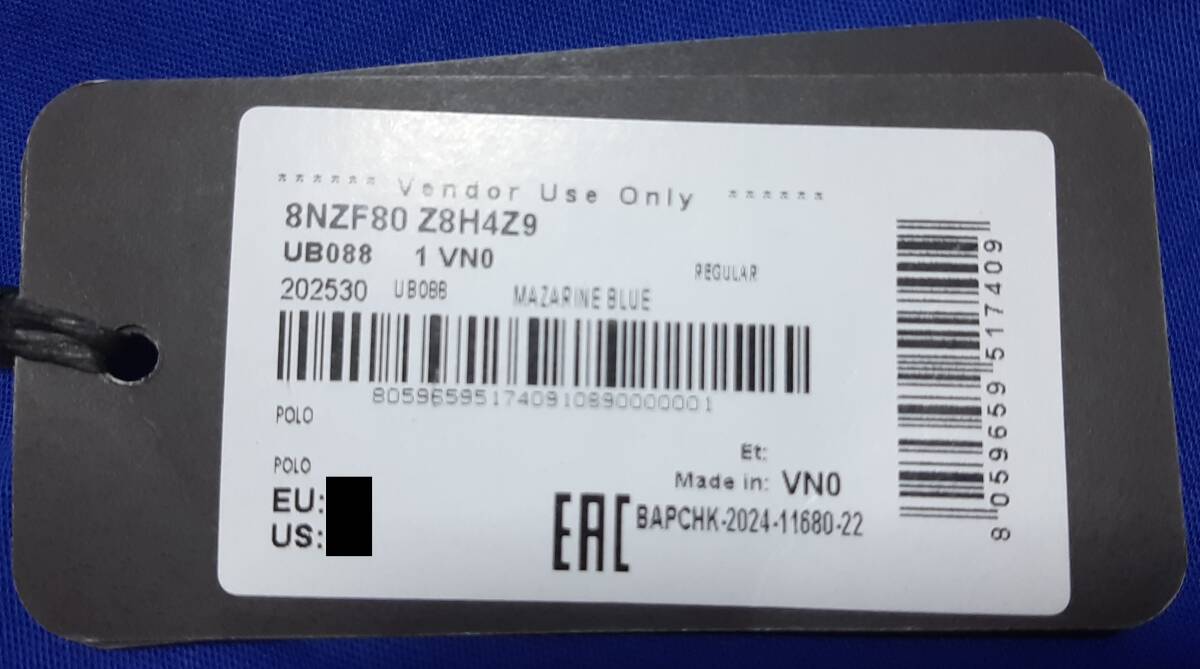 ****** Vendor Use Only ******
8NZF80 Z8H4Z9
UB088 1 VN0
REGULAR
202530 UB088 MAZARINE BLUE
805965951740910890000001
POLO
POLO
EU:
US:
Et:
Made in: VN0
EAC BAPCHK-2024-11680-22
8059659517409